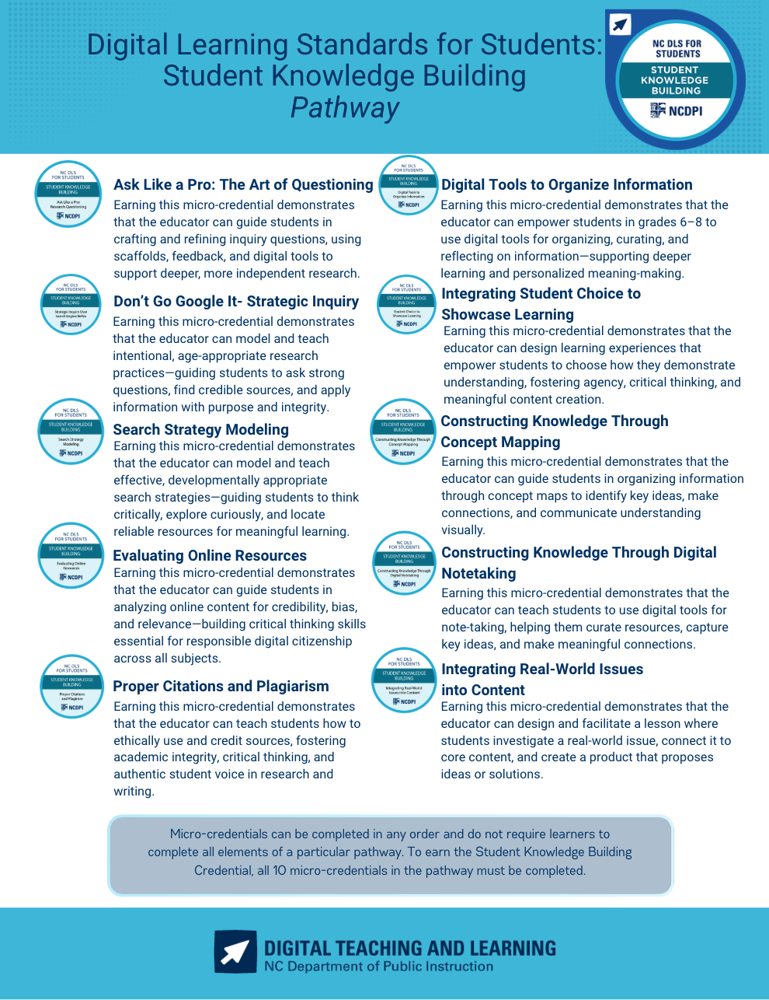 Digital Learning Standards for Students:
Student Knowledge Building
Pathway
NC DLS FOR
STUDENTS
STUDENT
KNOWLEDGE
BUILDING
NCDPI
NC DLS
FOR STUDENTS
STUDENT KNOWLEDGE
BUILDING
Ask Like a Pro:
Research Questioning
NCDPI
Ask Like a Pro: The Art of Questioning
Earning this micro-credential demonstrates
that the educator can guide students in
crafting and refining inquiry questions, using
scaffolds, feedback, and digital tools to
support deeper, more independent research.
NC DLS
FOR STUDENTS
STUDENT KNOWLEDGE
BUILDING
Strategic Inquiry Over
Search Engine Reflex
NCDPI
Don’t Go Google It- Strategic Inquiry
Earning this micro-credential demonstrates
that the educator can model and teach
intentional, age-appropriate research
practices—guiding students to ask strong
questions, find credible sources, and apply
information with purpose and integrity.
NC DLS
FOR STUDENTS
STUDENT KNOWLEDGE
BUILDING
Search Strategy
Modeling
NCDPI
Search Strategy Modeling
Earning this micro-credential demonstrates
that the educator can model and teach
effective, developmentally appropriate
search strategies—guiding students to think
critically, explore curiously, and locate
reliable resources for meaningful learning.
NC DLS
FOR STUDENTS
STUDENT KNOWLEDGE
BUILDING
Evaluating Online
Resources
NCDPI
Evaluating Online Resources
Earning this micro-credential demonstrates
that the educator can guide students in
analyzing online content for credibility, bias,
and relevance—building critical thinking skills
essential for responsible digital citizenship
across all subjects.
NC DLS
FOR STUDENTS
STUDENT KNOWLEDGE
BUILDING
Proper Citations
and Plagiarism
NCDPI
Proper Citations and Plagiarism
Earning this micro-credential demonstrates
that the educator can teach students how to
ethically use and credit sources, fostering
academic integrity, critical thinking, and
authentic student voice in research and
writing.
NC DLS
FOR STUDENTS
STUDENT KNOWLEDGE
BUILDING
Digital Tools to
Organize Information
NCDPI
Digital Tools to Organize Information
Earning this micro-credential demonstrates that the
educator can empower students in grades 6–8 to
use digital tools for organizing, curating, and
reflecting on information—supporting deeper
learning and personalized meaning-making.
NC DLS
FOR STUDENTS
STUDENT KNOWLEDGE
BUILDING
Student Choice to
Showcase Learning
NCDPI
Integrating Student Choice to
Showcase Learning
Earning this micro-credential demonstrates that the
educator can design learning experiences that
empower students to choose how they demonstrate
understanding, fostering agency, critical thinking, and
meaningful content creation.
NC DLS
FOR STUDENTS
STUDENT KNOWLEDGE
BUILDING
Constructing Knowledge Through
Concept Mapping
NCDPI
Constructing Knowledge Through
Concept Mapping
Earning this micro-credential demonstrates that the
educator can guide students in organizing information
through concept maps to identify key ideas, make
connections, and communicate understanding
visually.
NC DLS
FOR STUDENTS
STUDENT KNOWLEDGE
BUILDING
Constructing Knowledge Through
Digital Notetaking
NCDPI
Constructing Knowledge Through Digital
Notetaking
Earning this micro-credential demonstrates that the
educator can teach students to use digital tools for
note-taking, helping them curate resources, capture
key ideas, and make meaningful connections.
NC DLS
FOR STUDENTS
STUDENT KNOWLEDGE
BUILDING
Integrating Real-World
Issues into Content
NCDPI
Integrating Real-World Issues
into Content
Earning this micro-credential demonstrates that the
educator can design and facilitate a lesson where
students investigate a real-world issue, connect it to
core content, and create a product that proposes
ideas or solutions.
Micro-credentials can be completed in any order and do not require learners to
complete all elements of a particular pathway. To earn the Student Knowledge Building
Credential, all 10 micro-credentials in the pathway must be completed.
DIGITAL TEACHING AND LEARNING
NC Department of Public Instruction